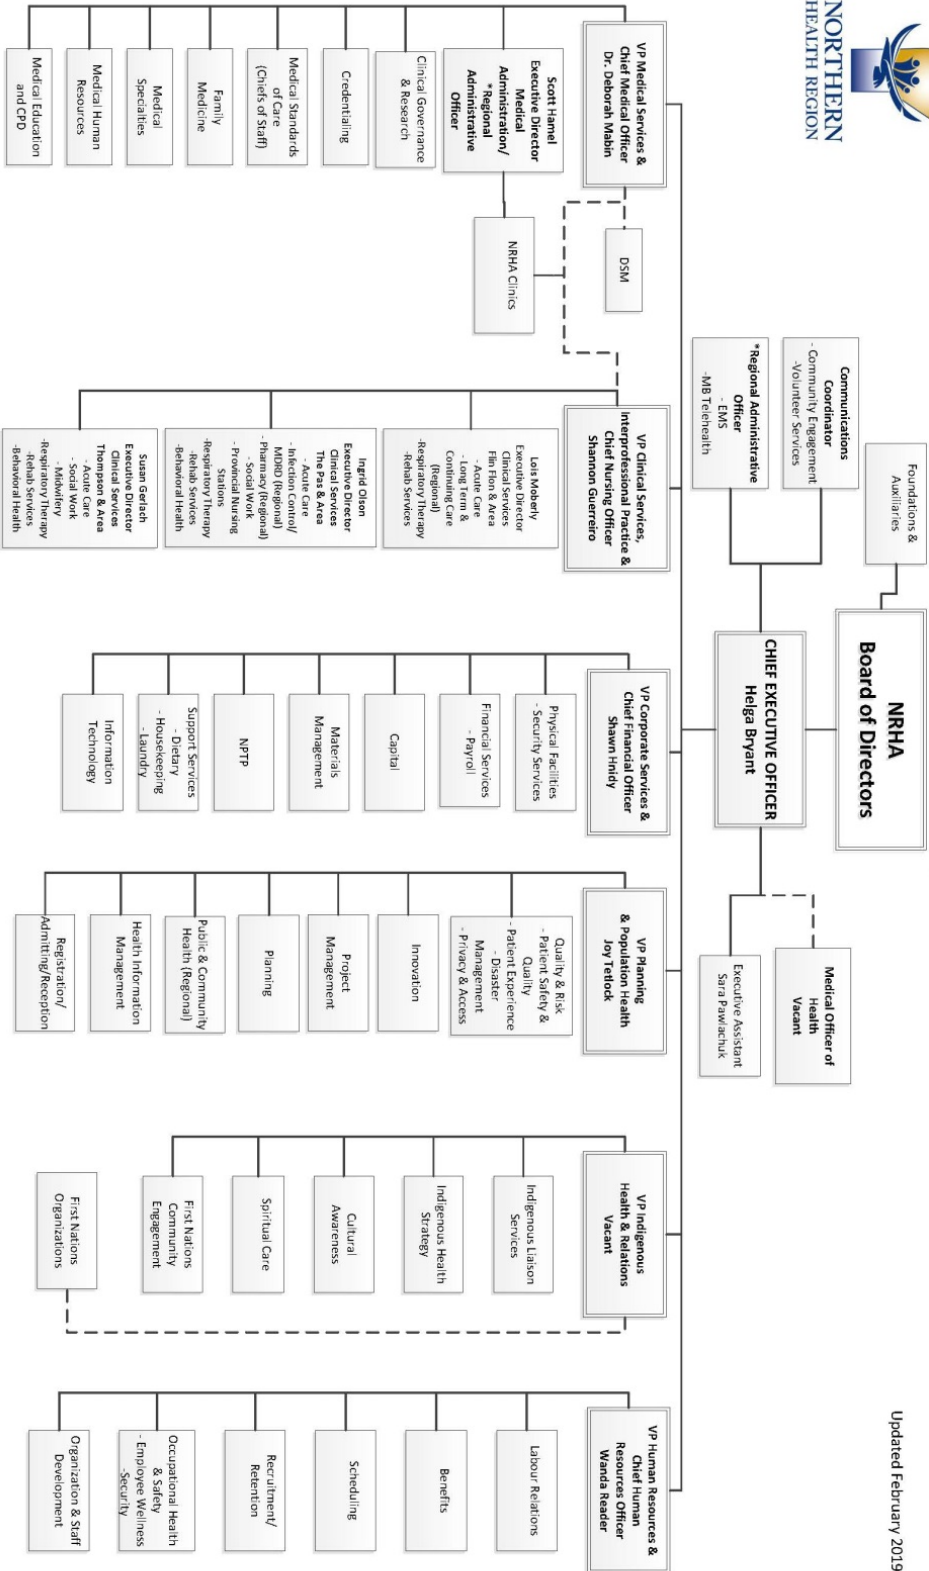 NORTHERN
HEALTH REGION
Updated February 2019
NRHA
Board of Directors
Foundations &
Auxiliaries
CHIEF EXECUTIVE OFFICER
Helga Bryant
Communications
Coordinator
- Community Engagement
-Volunteer Services
*Regional Administrative
Officer
- EMS
-MB Telehealth
Medical Officer of
Health
Vacant
Executive Assistant
Sara Pawlachuk
VP Medical Services &
Chief Medical Officer
Dr. Deborah Mabin
DSM
Scott Hamel
Executive Director
Medical
Administration/
*Regional
Administrative
Officer
NRHA Clinics
Clinical Governance
& Research
Credentialing
Medical Standards
of Care
(Chiefs of Staff)
Family
Medicine
Medical
Specialties
Medical Human
Resources
Medical Education
and CPD
VP Clinical Services,
Interprofessional Practice &
Chief Nursing Officer
Shannon Guerreiro
Lois Moberly
Executive Director
Clinical Services
Flin Flon & Area
- Acute Care
- Long Term &
Continuing Care
(Regional)
-Respiratory Therapy
-Rehab Services
Ingrid Olson
Executive Director
Clinical Services
The Pas & Area
- Acute Care
- Infection Control/
MDRD (Regional)
- Pharmacy (Regional)
- Social Work
- Provincial Nursing
Stations
-Respiratory Therapy
-Rehab Services
-Behavioral Health
Susan Gerlach
Executive Director
Clinical Services
Thompson & Area
- Acute Care
- Social Work
- Midwifery
-Respiratory Therapy
-Rehab Services
-Behavioral Health
VP Corporate Services &
Chief Financial Officer
Shawn Hnidy
Physical Facilities
- Security Services
Financial Services
- Payroll
Capital
Materials
Management
NPTP
Support Services
- Dietary
- Housekeeping
- Laundry
Information
Technology
VP Planning
& Population Health
Joy Tetlock
Quality & Risk
- Patient Safety &
Quality
- Patient Experience
- Disaster
Management
- Privacy & Access
Innovation
Project
Management
Planning
Public & Community
Health (Regional)
Health Information
Management
Registration/
Admitting/Reception
VP Indigenous
Health & Relations
Vacant
Indigenous Liaison
Services
Indigenous Health
Strategy
Cultural
Awareness
Spiritual Care
First Nations
Community
Engagement
First Nations
Organizations
VP Human Resources &
Chief Human
Resources Officer
Wanda Reader
Labour Relations
Benefits
Scheduling
Recruitment/
Retention
Occupational Health
& Safety
- Employee Wellness
-Security
Organization & Staff
Development